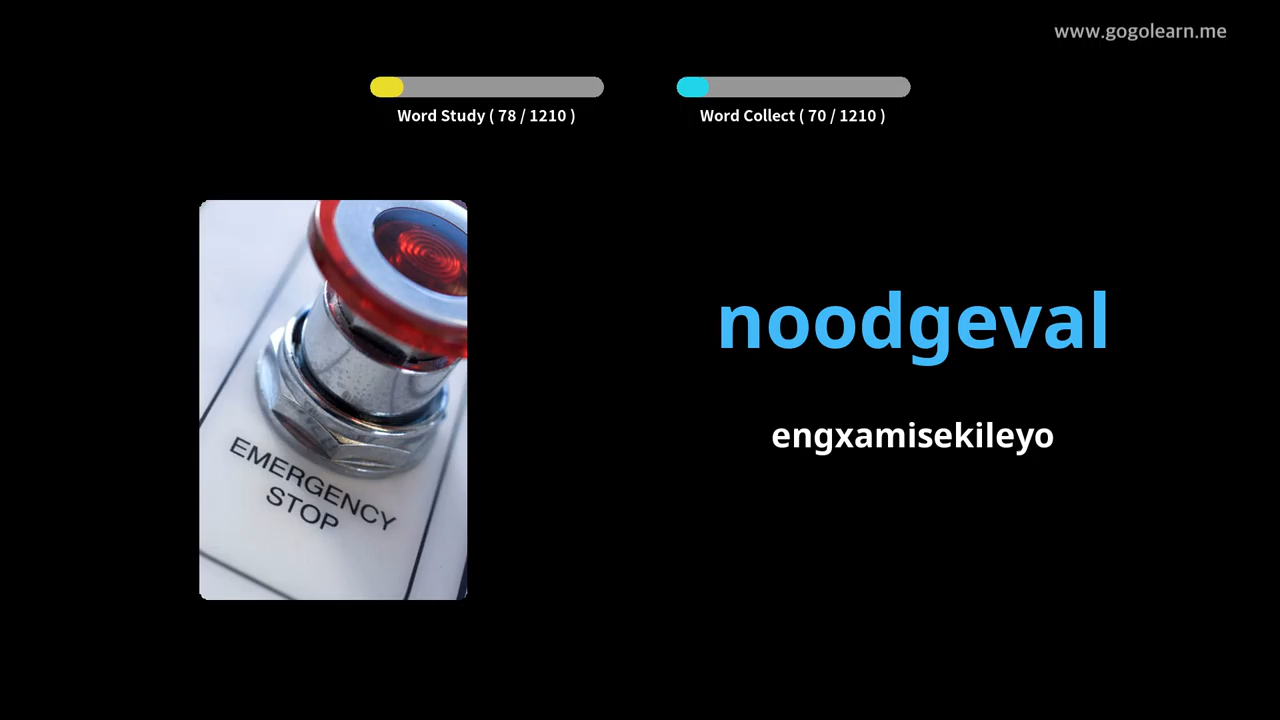 www.gogolearn.me
Word Study ( 78 / 1210 )
Word Collect ( 70 / 1210 )
EMERGENCY
STOP
noodgeval
engxamisekileyo